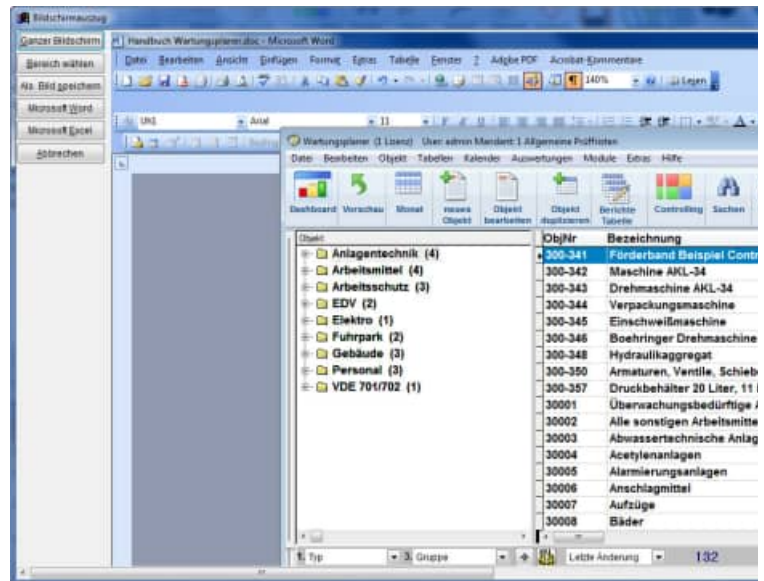 Bildschirmauszug
Ganzer Bildschirm
Bereich wählen
Als Bild speichern
Microsoft Word
Microsoft Excel
Abbrechen
Handbuch Wartungsplaner.doc - Microsoft Word
Datei Bearbeiten Ansicht Einfügen Format Extras Tabelle Fenster ? Adobe PDF Acrobat-Kommentare
140% Lesen
Arial 11 F K U
Wartungsplaner (1 Lizenz) User: admin Mandant: 1 Allgemeine Prüffristen
Datei Bearbeiten Objekt Tabellen Kalender Auswertungen Module Extras Hilfe
Dashboard Vorschau Monat neues Objekt Objekt bearbeiten Objekt duplizieren Berichte Tabelle Controlling Suchen
Objekt
Anlagentechnik (4)
Arbeitsmittel (4)
Arbeitsschutz (3)
EDV (2)
Elektro (1)
Fuhrpark (2)
Gebäude (3)
Personal (3)
VDE 701/702 (1)
ObjNr Bezeichnung
300-341 Förderband Beispiel Contr
300-342 Maschine AKL-34
300-343 Drehmaschine AKL-34
300-344 Verpackungsmaschine
300-345 Einschweißmaschine
300-346 Boehringer Drehmaschine
300-348 Hydraulikaggregat
300-350 Armaturen, Ventile, Schieb
300-357 Druckbehälter 20 Liter, 11
30001 Überwachungsbedürftige A
30002 Alle sonstigen Arbeitsmitte
30003 Abwassertechnische Anlag
30004 Acetylenanlagen
30005 Alarmierungsanlagen
30006 Anschlagmittel
30007 Aufzüge
30008 Bäder
1. Typ 3. Gruppe Letzte Änderung 132